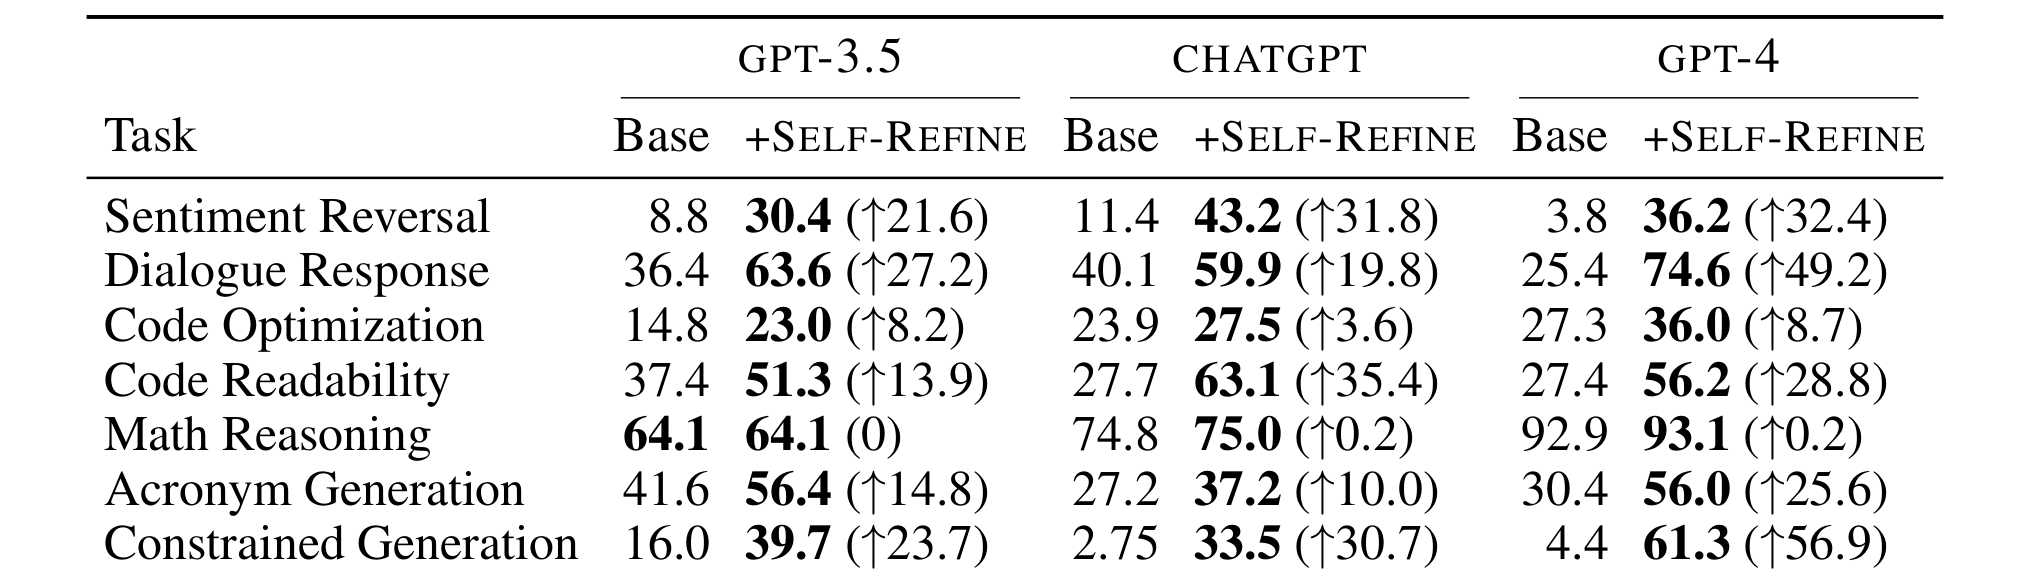 GPT-3.5 CHATGPT GPT-4
Task Base +SELF-REFINE Base +SELF-REFINE Base +SELF-REFINE
Sentiment Reversal 8.8 30.4 (↑21.6) 11.4 43.2 (↑31.8) 3.8 36.2 (↑32.4)
Dialogue Response 36.4 63.6 (↑27.2) 40.1 59.9 (↑19.8) 25.4 74.6 (↑49.2)
Code Optimization 14.8 23.0 (↑8.2) 23.9 27.5 (↑3.6) 27.3 36.0 (↑8.7)
Code Readability 37.4 51.3 (↑13.9) 27.7 63.1 (↑35.4) 27.4 56.2 (↑28.8)
Math Reasoning 64.1 64.1 (0) 74.8 75.0 (↑0.2) 92.9 93.1 (↑0.2)
Acronym Generation 41.6 56.4 (↑14.8) 27.2 37.2 (↑10.0) 30.4 56.0 (↑25.6)
Constrained Generation 16.0 39.7 (↑23.7) 2.75 33.5 (↑30.7) 4.4 61.3 (↑56.9)